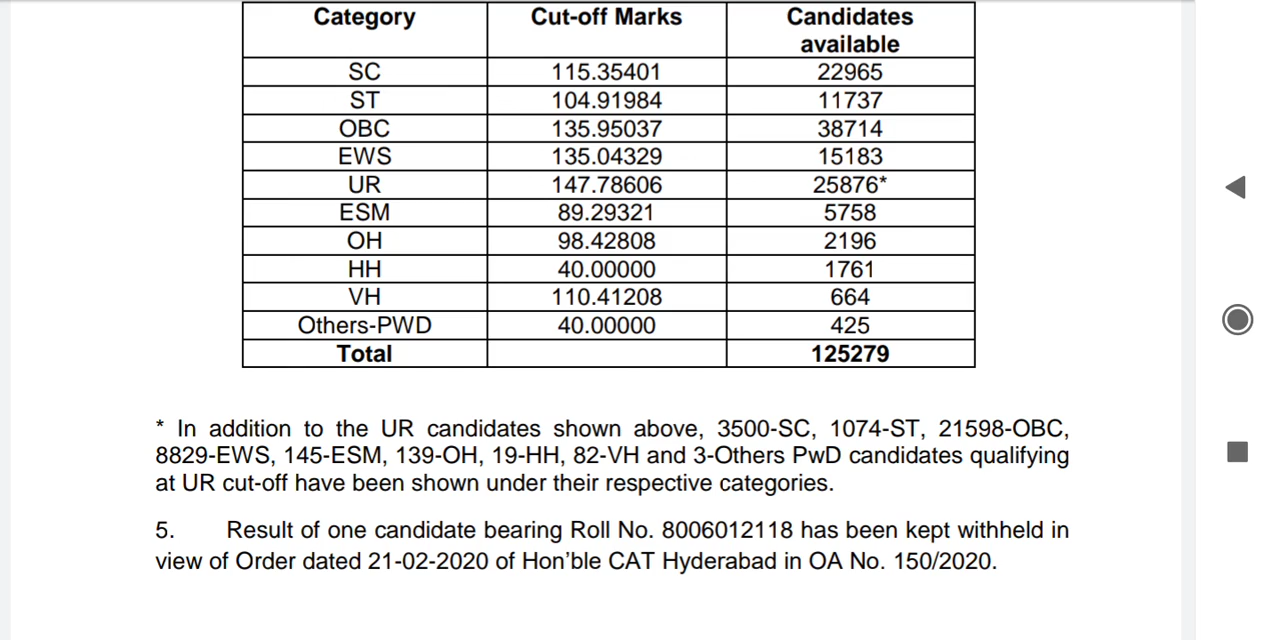 Category Cut-off Marks Candidates
available
SC 115.35401 22965
ST 104.91984 11737
OBC 135.95037 38714
EWS 135.04329 15183
UR 147.78606 25876*
ESM 89.29321 5758
OH 98.42808 2196
HH 40.00000 1761
VH 110.41208 664
Others-PWD 40.00000 425
Total 125279
* In addition to the UR candidates shown above, 3500-SC, 1074-ST, 21598-OBC,
8829-EWS, 145-ESM, 139-OH, 19-HH, 82-VH and 3-Others PwD candidates qualifying
at UR cut-off have been shown under their respective categories.
5. Result of one candidate bearing Roll No. 8006012118 has been kept withheld in
view of Order dated 21-02-2020 of Hon’ble CAT Hyderabad in OA No. 150/2020.